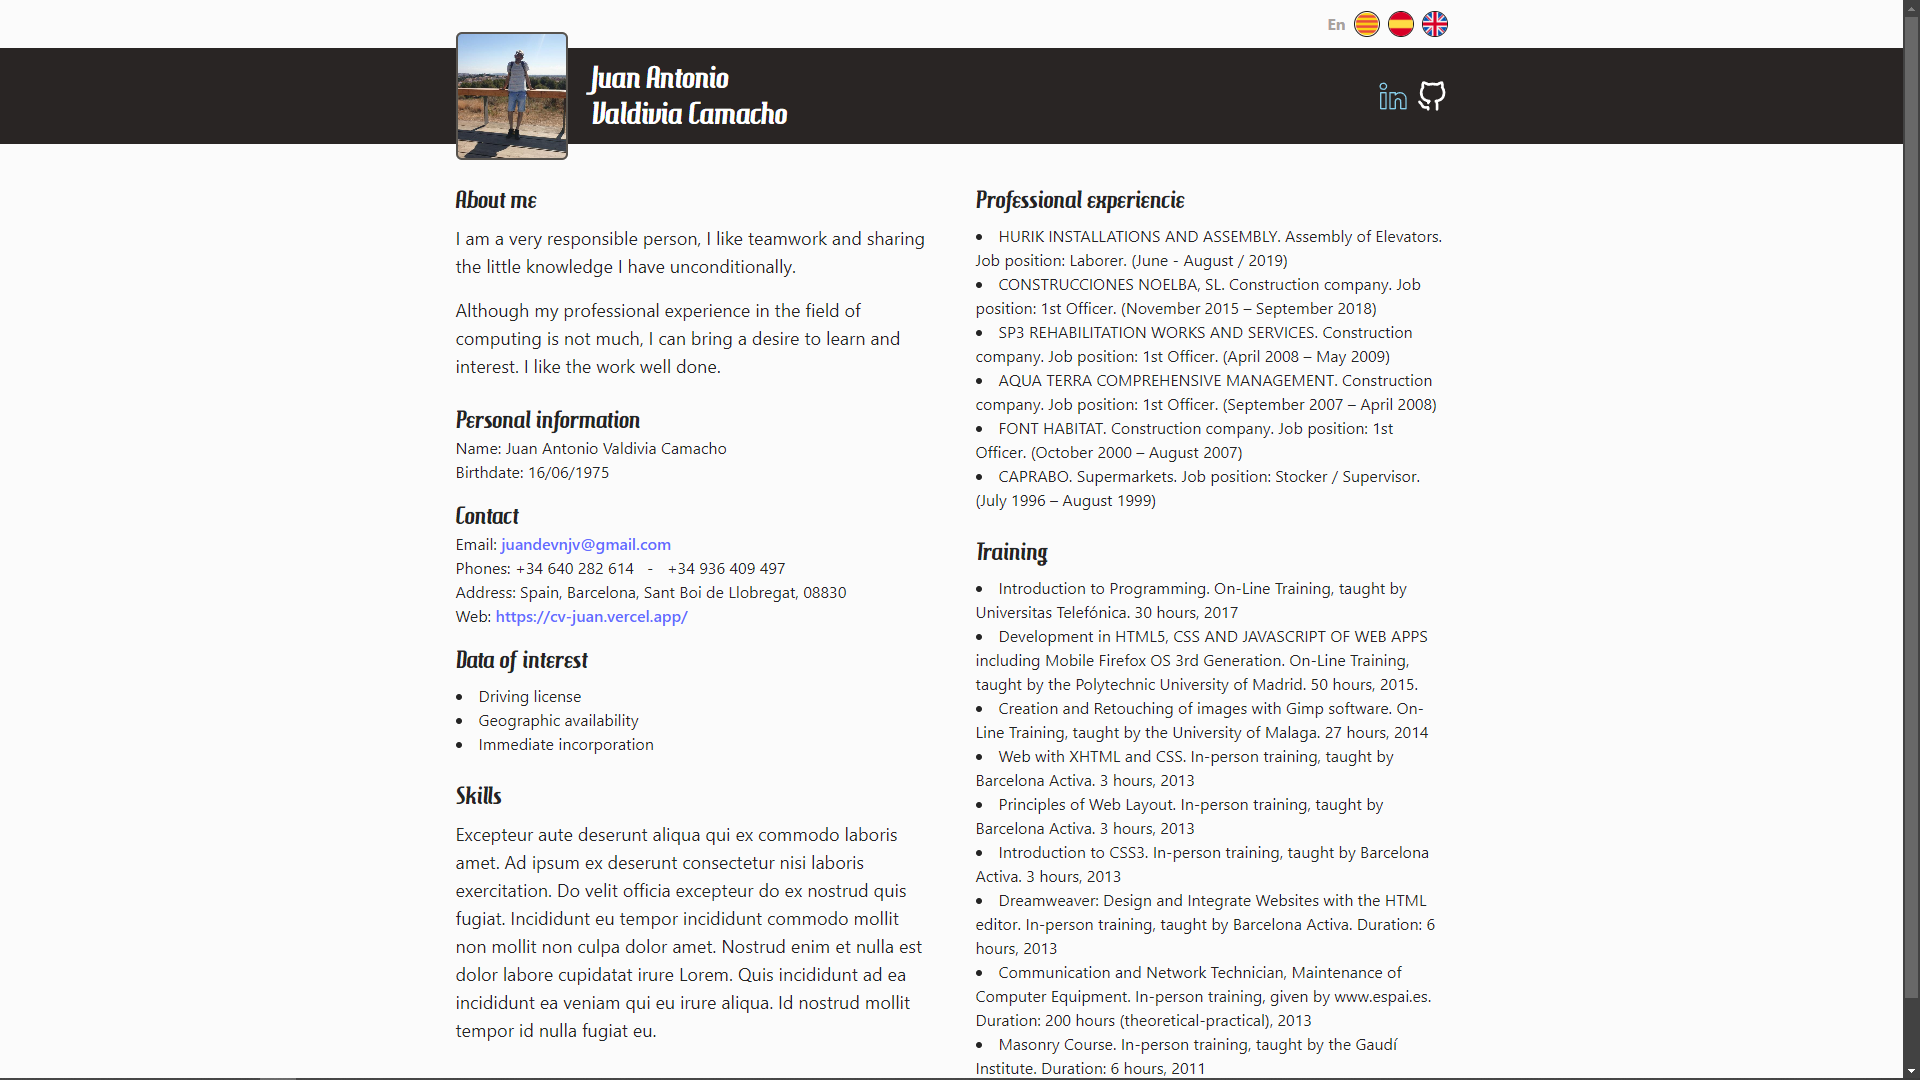 En
Juan Antonio
Valdivia Camacho
About me
I am a very responsible person, I like teamwork and sharing
the little knowledge I have unconditionally.
Although my professional experience in the field of
computing is not much, I can bring a desire to learn and
interest. I like the work well done.
Personal information
Name: Juan Antonio Valdivia Camacho
Birthdate: 16/06/1975
Contact
Email: juandevnjv@gmail.com
Phones: +34 640 282 614 - +34 936 409 497
Address: Spain, Barcelona, Sant Boi de Llobregat, 08830
Web: https://cv-juan.vercel.app/
Data of interest
• Driving license
• Geographic availability
• Immediate incorporation
Skills
Excepteur aute deserunt aliqua qui ex commodo laboris
amet. Ad ipsum ex deserunt consectetur nisi laboris
exercitation. Do velit officia excepteur do ex nostrud quis
fugiat. Incididunt eu tempor incididunt commodo mollit
non mollit non culpa dolor amet. Nostrud enim et nulla est
dolor labore cupidatat irure Lorem. Quis incididunt ad ea
incididunt ea veniam qui eu irure aliqua. Id nostrud mollit
tempor id nulla fugiat eu.
Professional experiencie
• HURIK INSTALLATIONS AND ASSEMBLY. Assembly of Elevators.
Job position: Laborer. (June - August / 2019)
• CONSTRUCCIONES NOELBA, SL. Construction company. Job
position: 1st Officer. (November 2015 – September 2018)
• SP3 REHABILITATION WORKS AND SERVICES. Construction
company. Job position: 1st Officer. (April 2008 – May 2009)
• AQUA TERRA COMPREHENSIVE MANAGEMENT. Construction
company. Job position: 1st Officer. (September 2007 – April 2008)
• FONT HABITAT. Construction company. Job position: 1st
Officer. (October 2000 – August 2007)
• CAPRABO. Supermarkets. Job position: Stocker / Supervisor.
(July 1996 – August 1999)
Training
• Introduction to Programming. On-Line Training, taught by
Universitas Telefónica. 30 hours, 2017
• Development in HTML5, CSS AND JAVASCRIPT OF WEB APPS
including Mobile Firefox OS 3rd Generation. On-Line Training,
taught by the Polytechnic University of Madrid. 50 hours, 2015.
• Creation and Retouching of images with Gimp software. On-
Line Training, taught by the University of Malaga. 27 hours, 2014
• Web with XHTML and CSS. In-person training, taught by
Barcelona Activa. 3 hours, 2013
• Principles of Web Layout. In-person training, taught by
Barcelona Activa. 3 hours, 2013
• Introduction to CSS3. In-person training, taught by Barcelona
Activa. 3 hours, 2013
• Dreamweaver: Design and Integrate Websites with the HTML
editor. In-person training, taught by Barcelona Activa. Duration: 6
hours, 2013
• Communication and Network Technician, Maintenance of
Computer Equipment. In-person training, given by www.espai.es.
Duration: 200 hours (theoretical-practical), 2013
• Masonry Course. In-person training, taught by the Gaudí
Institute. Duration: 6 hours, 2011